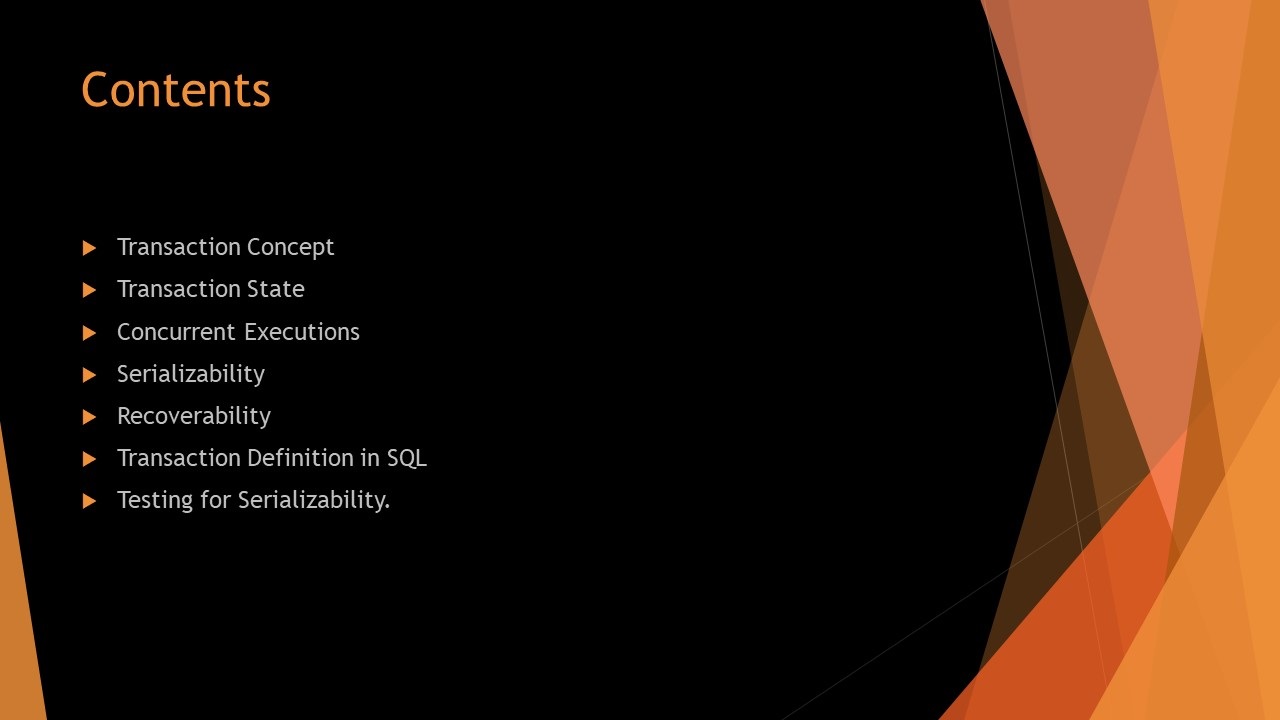 Contents
Transaction Concept
Transaction State
Concurrent Executions
Serializability
Recoverability
Transaction Definition in SQL
Testing for Serializability.